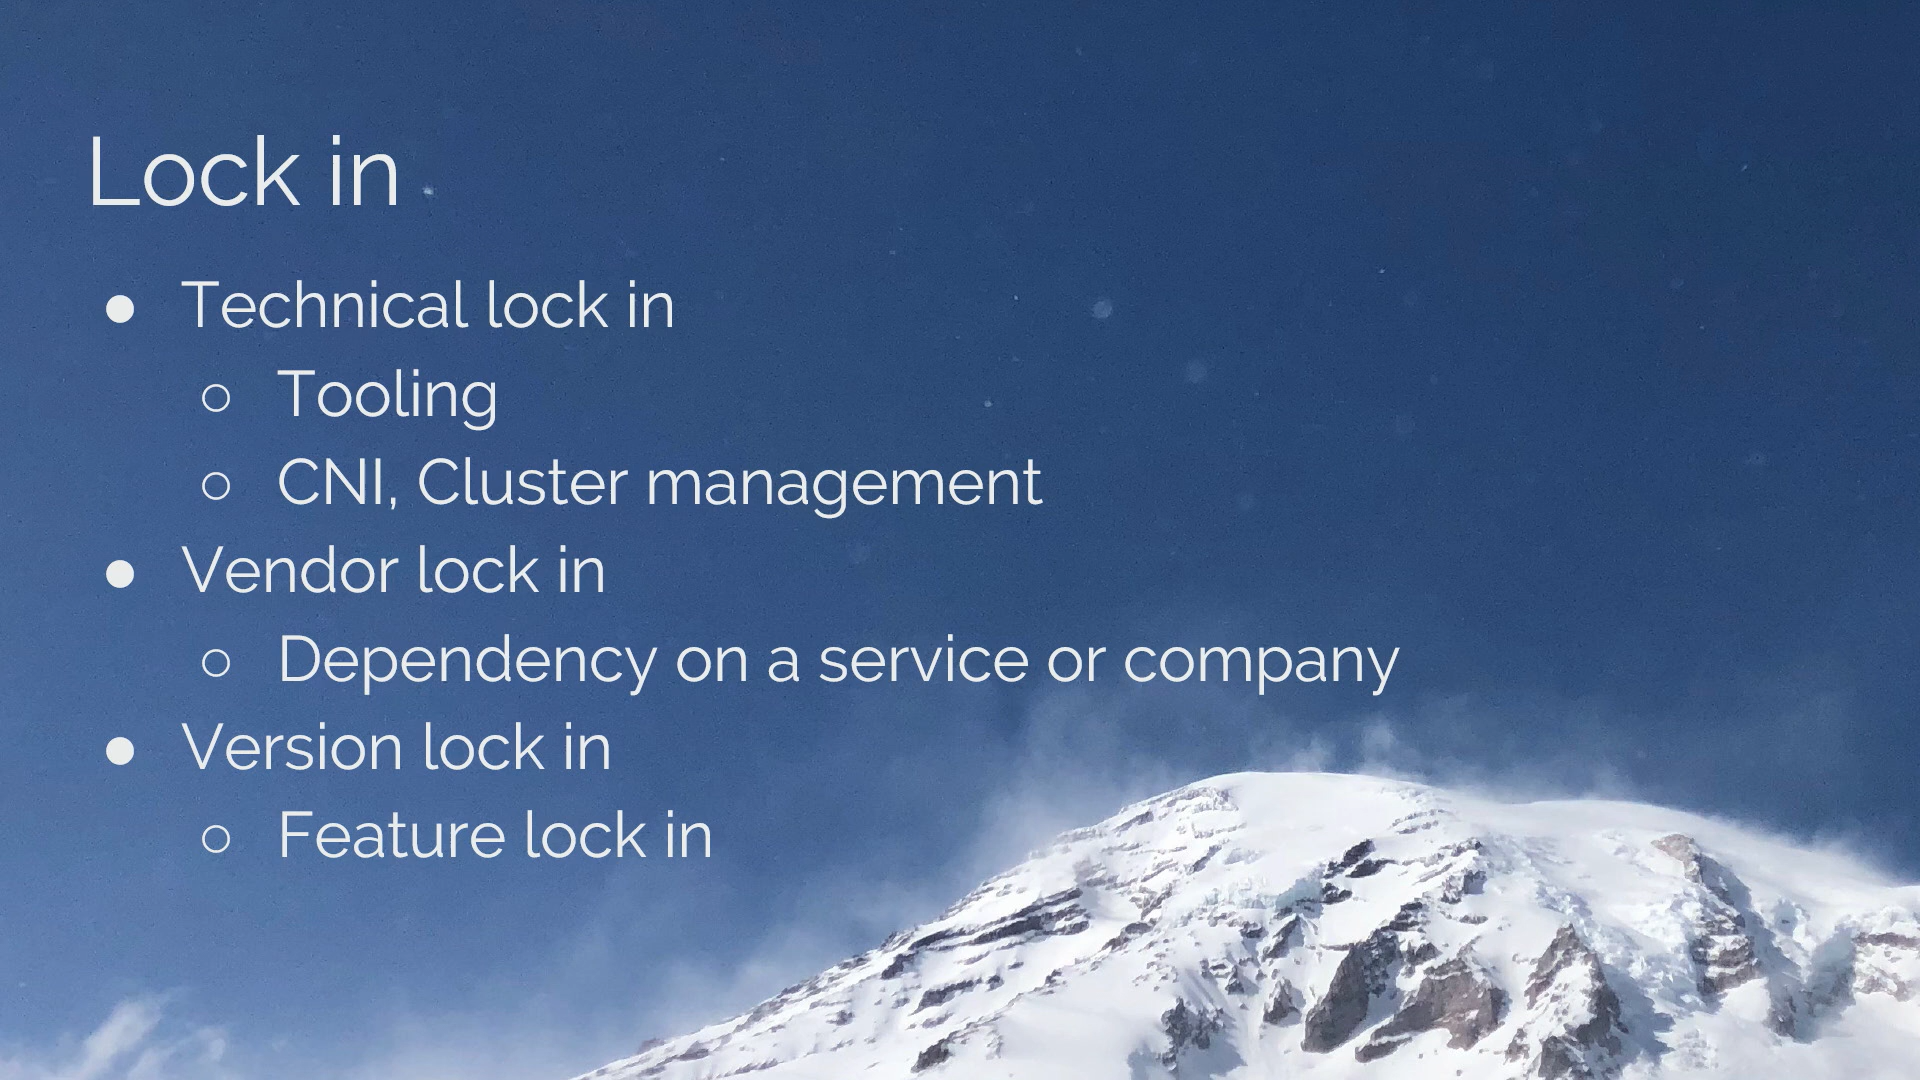 Lock in
● Technical lock in
○ Tooling
○ CNI, Cluster management
● Vendor lock in
○ Dependency on a service or company
● Version lock in
○ Feature lock in